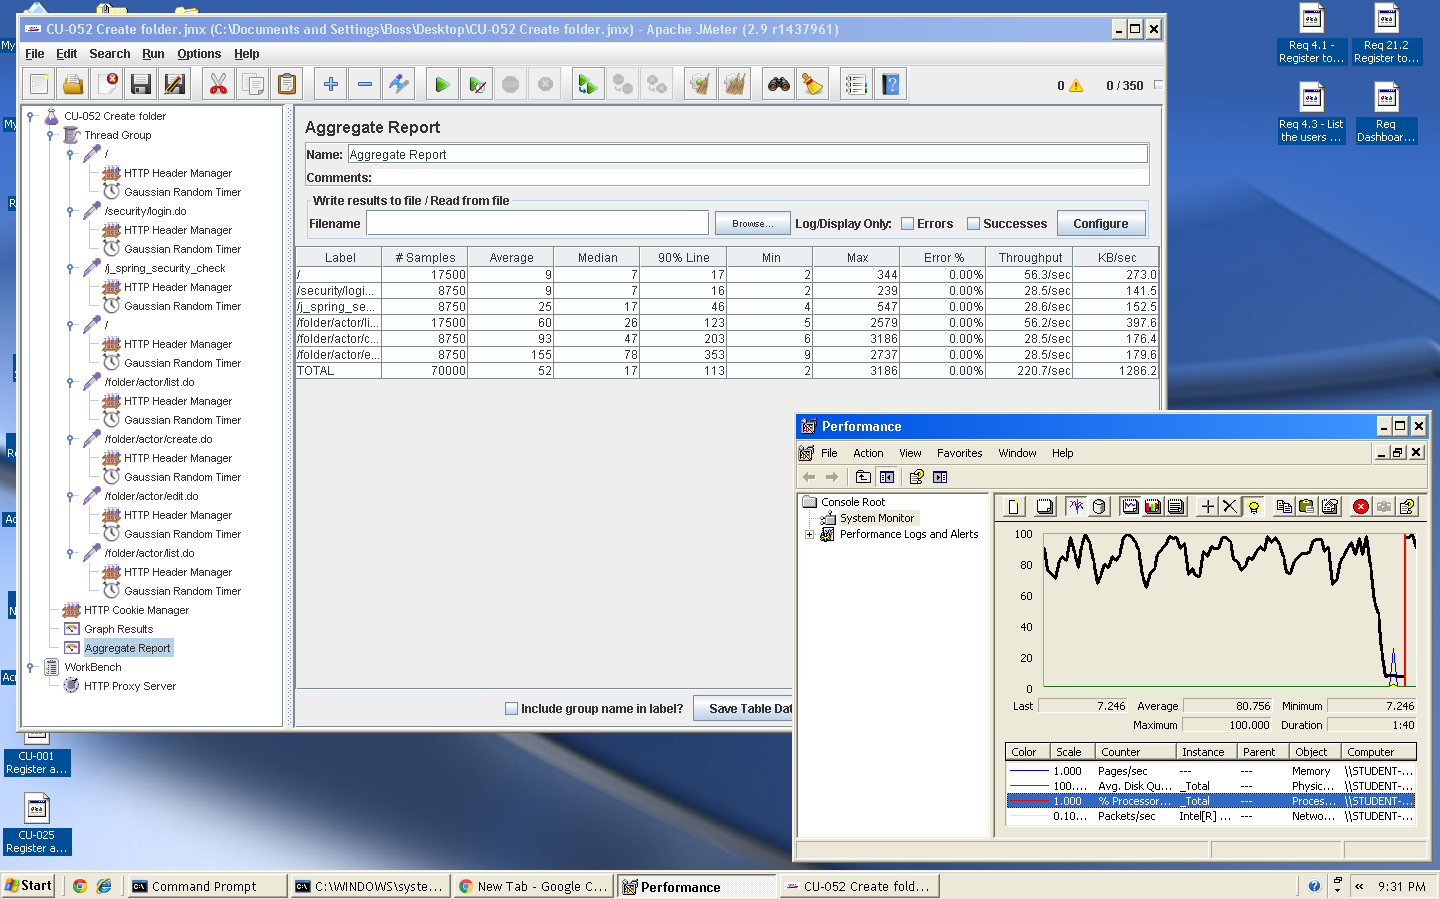 CU-052 Create folder.jmx (C:\Documents and Settings\Boss\Desktop\CU-052 Create folder.jmx) - Apache JMeter (2.9 r1437961)
File Edit Search Run Options Help
0 0 / 350
CU-052 Create folder
Thread Group
/
HTTP Header Manager
Gaussian Random Timer
/security/login.do
HTTP Header Manager
Gaussian Random Timer
/j_spring_security_check
HTTP Header Manager
Gaussian Random Timer
/
HTTP Header Manager
Gaussian Random Timer
/folder/actor/list.do
HTTP Header Manager
Gaussian Random Timer
/folder/actor/create.do
HTTP Header Manager
Gaussian Random Timer
/folder/actor/edit.do
HTTP Header Manager
Gaussian Random Timer
/folder/actor/list.do
HTTP Header Manager
Gaussian Random Timer
HTTP Cookie Manager
Graph Results
Aggregate Report
WorkBench
HTTP Proxy Server
Aggregate Report
Name: Aggregate Report
Comments:
Write results to file / Read from file
Filename Browse... Log/Display Only: Errors Successes Configure
Label # Samples Average Median 90% Line Min Max Error % Throughput KB/sec
/ 17500 9 7 17 2 344 0.00% 56.3/sec 273.0
/security/logi... 8750 9 7 16 2 239 0.00% 28.5/sec 141.5
/j_spring_se... 8750 25 17 46 4 547 0.00% 28.6/sec 152.5
/folder/actor/li... 17500 60 26 123 5 2579 0.00% 56.2/sec 397.6
/folder/actor/c... 8750 93 47 203 6 3186 0.00% 28.5/sec 176.4
/folder/actor/e... 8750 155 78 353 9 2737 0.00% 28.5/sec 179.6
TOTAL 70000 52 17 113 2 3186 0.00% 220.7/sec 1286.2
Include group name in label? Save Table Dat
Req 4.1 -
Register to...
Req 21.2
Register to...
Req 4.3 - List
the users ...
Req
Dashboar...
Performance
File Action View Favorites Window Help
Console Root
System Monitor
Performance Logs and Alerts
100
80
60
40
20
0
Last 7.246 Average 80.756 Minimum 7.246
Maximum 100.000 Duration 1:40
Color Scale Counter Instance Parent Object Computer
1.000 Pages/sec --- --- Memory \\STUDENT-...
100.... Avg. Disk Qu... _Total --- Physic... \\STUDENT-...
1.000 % Processor... _Total --- Proces... \\STUDENT-...
0.10... Packets/sec Intel[R] ... --- Netwo... \\STUDENT-...
CU-001
Register a...
CU-025
Register a...
Start Command Prompt C:\WINDOWS\syste... New Tab - Google C... Performance CU-052 Create fold... 9:31 PM